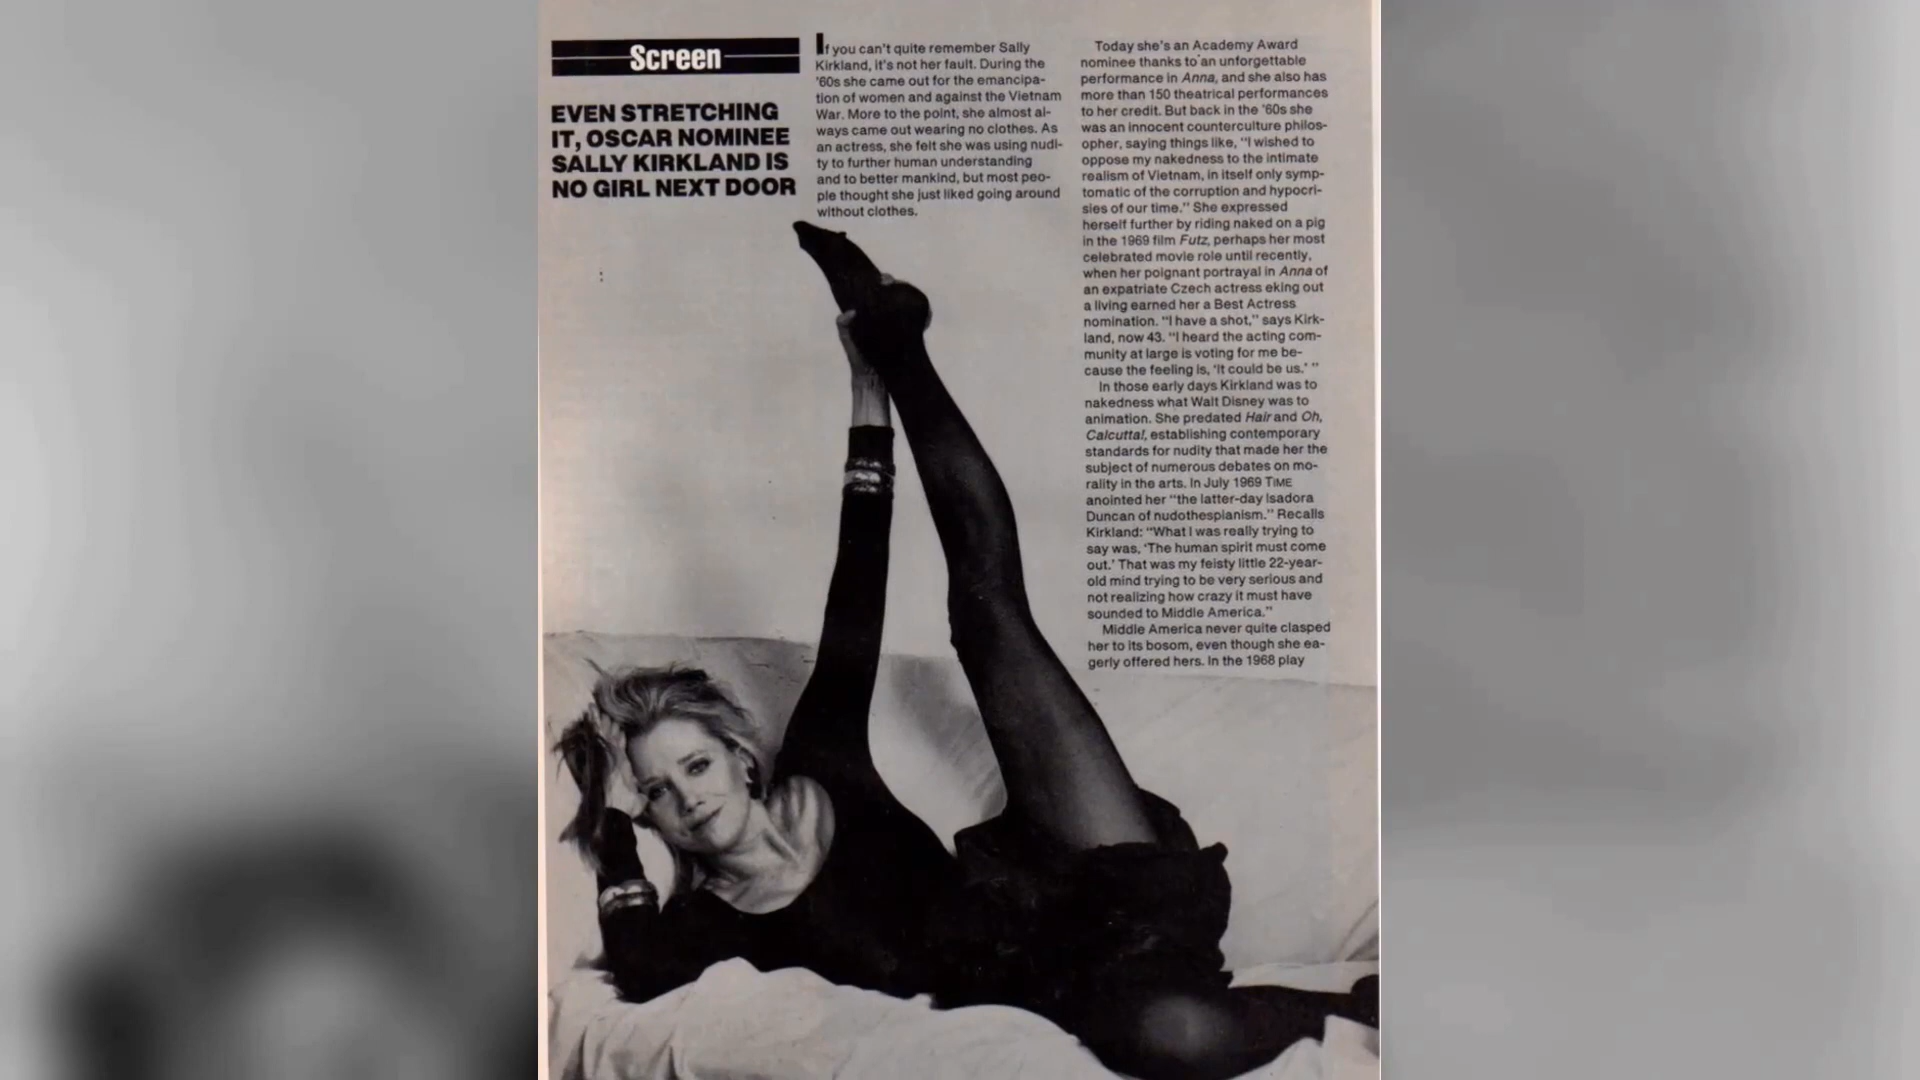 Screen
EVEN STRETCHING
IT, OSCAR NOMINEE
SALLY KIRKLAND IS
NO GIRL NEXT DOOR
If you can't quite remember Sally
Kirkland, it's not her fault. During the
'60s she came out for the emancipa-
tion of women and against the Vietnam
War. More to the point, she almost al-
ways came out wearing no clothes. As
an actress, she felt she was using nudi-
ty to further human understanding
and to better mankind, but most peo-
ple thought she just liked going around
without clothes.
Today she's an Academy Award
nominee thanks to an unforgettable
performance in Anna, and she also has
more than 150 theatrical performances
to her credit. But back in the '60s she
was an innocent counterculture philos-
opher, saying things like, "I wished to
oppose my nakedness to the intimate
realism of Vietnam, in itself only symp-
tomatic of the corruption and hypocri-
sies of our time." She expressed
herself further by riding naked on a pig
in the 1969 film Futz, perhaps her most
celebrated movie role until recently,
when her poignant portrayal in Anna of
an expatriate Czech actress eking out
a living earned her a Best Actress
nomination. "I have a shot," says Kirk-
land, now 43. "I heard the acting com-
munity at large is voting for me be-
cause the feeling is, 'It could be us.' "
In those early days Kirkland was to
nakedness what Walt Disney was to
animation. She predated Hair and Oh,
Calcutta!, establishing contemporary
standards for nudity that made her the
subject of numerous debates on mo-
rality in the arts. In July 1969 TIME
anointed her "the latter-day Isadora
Duncan of nudothespianism." Recalls
Kirkland: "What I was really trying to
say was, 'The human spirit must come
out.' That was my feisty little 22-year-
old mind trying to be very serious and
not realizing how crazy it must have
sounded to Middle America."
Middle America never quite clasped
her to its bosom, even though she ea-
gerly offered hers. In the 1968 play